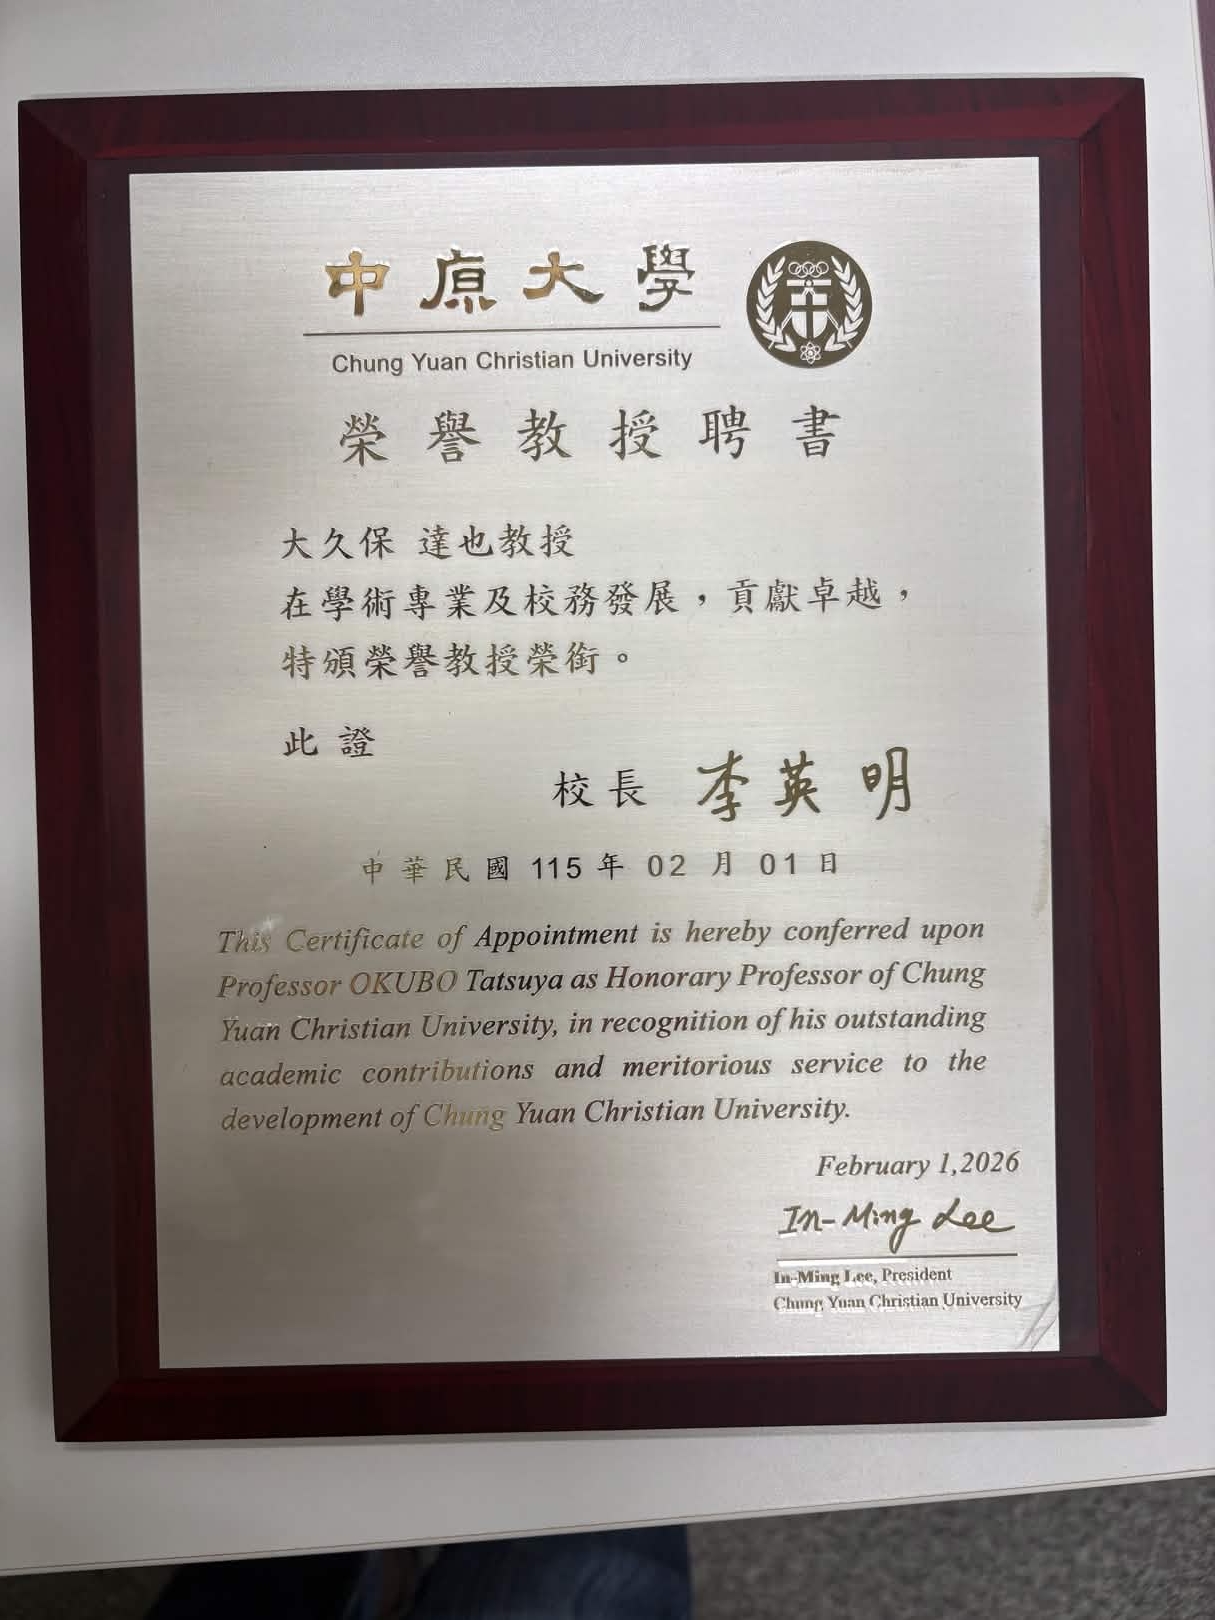 中原大學
Chung Yuan Christian University
榮譽教授聘書
大久保 達也教授
在學術專業及校務發展，貢獻卓越，
特頒榮譽教授榮銜。
此證
校長 李英明
中華民國 115 年 02 月 01 日
This Certificate of Appointment is hereby conferred upon
Professor OKUBO Tatsuya as Honorary Professor of Chung
Yuan Christian University, in recognition of his outstanding
academic contributions and meritorious service to the
development of Chung Yuan Christian University.
February 1,2026
In-Ming Lee
In-Ming Lee, President
Chung Yuan Christian University